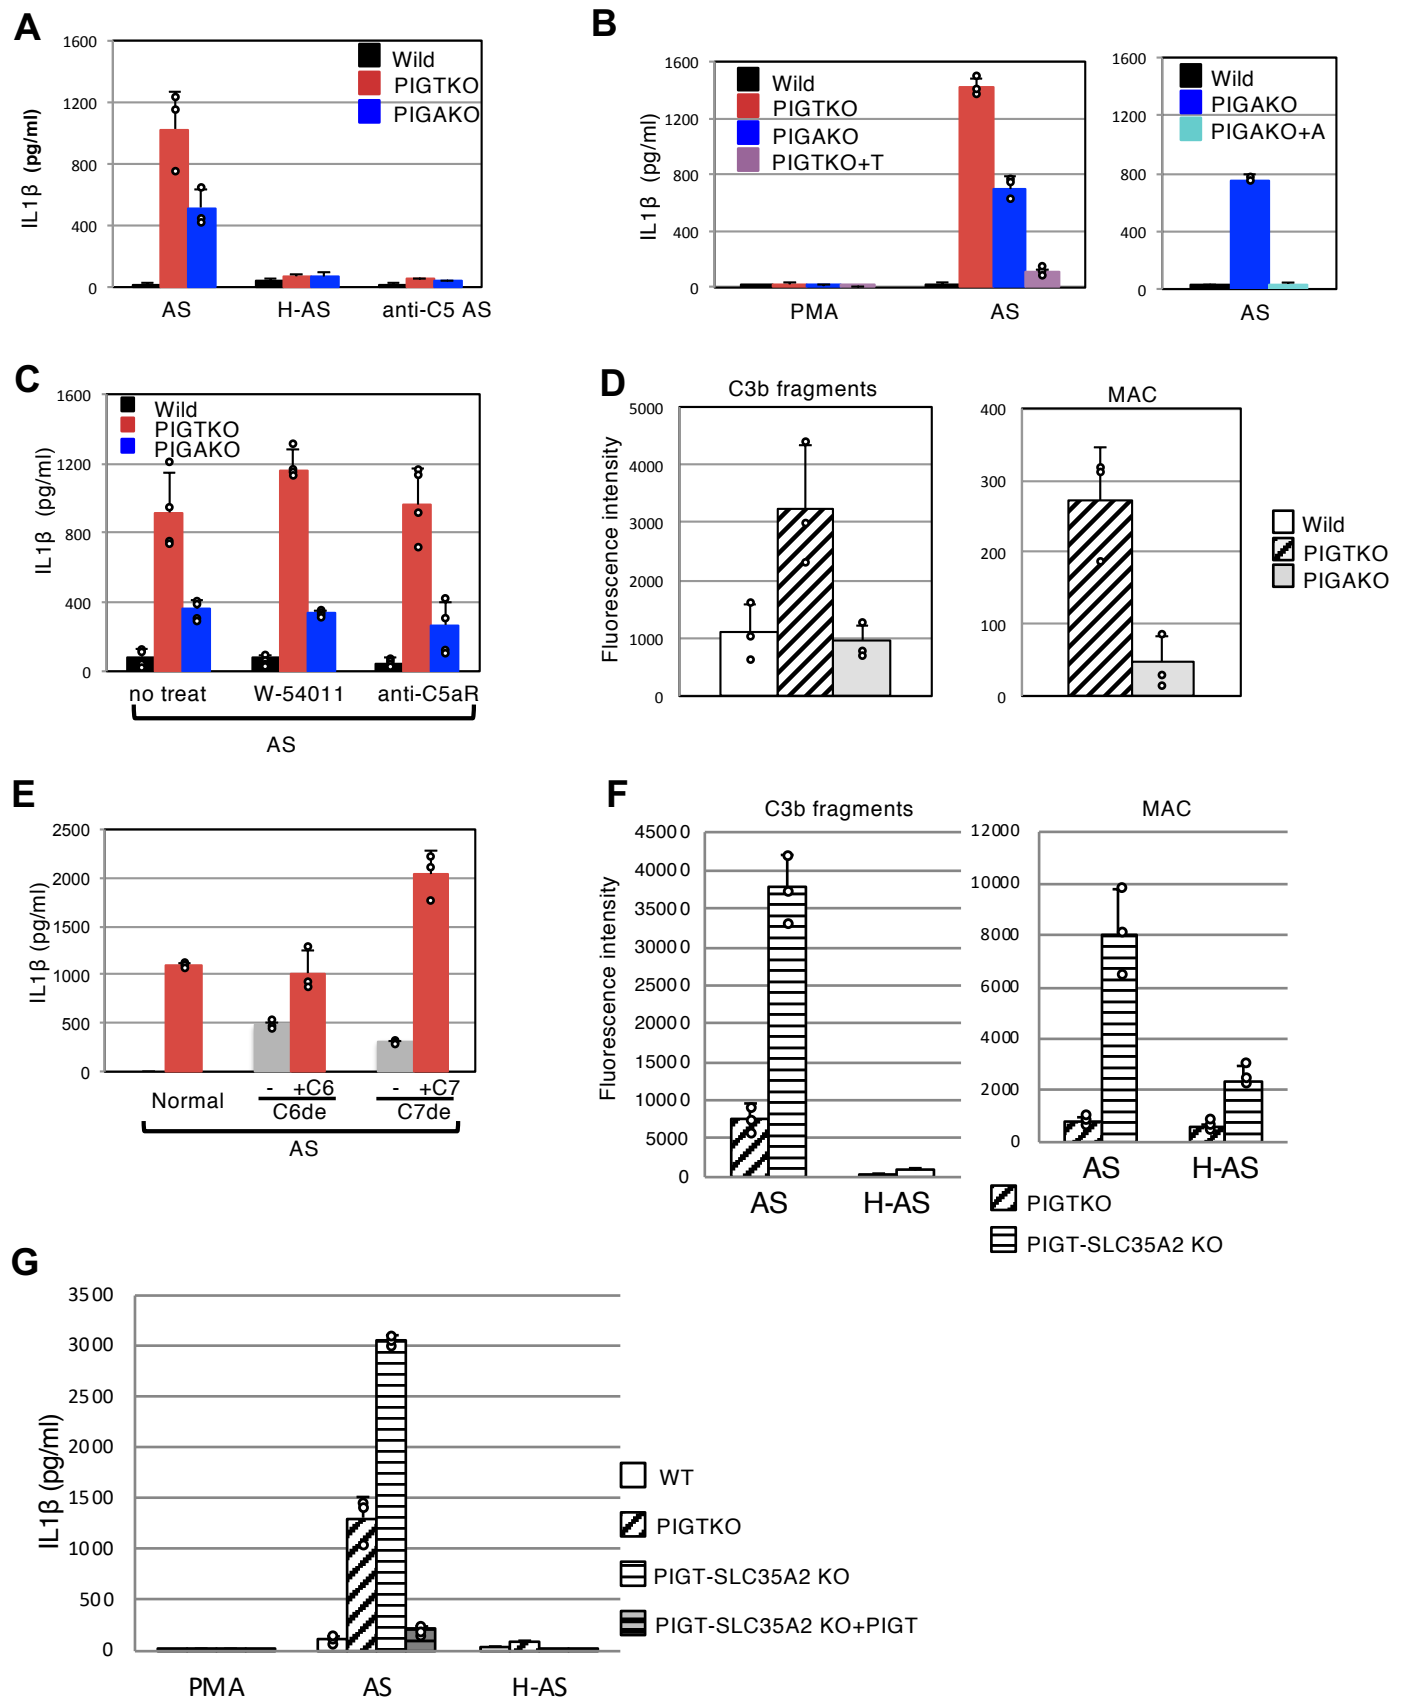 A
IL1β (pg/ml)
1600
1200
800
400
0
Wild
PIGTKO
PIGAKO
AS H-AS anti-C5 AS
B
IL1β (pg/ml)
1600
1200
800
400
0
Wild
PIGTKO
PIGAKO
PIGTKO+T
PMA AS
1600
1200
800
400
0
Wild
PIGAKO
PIGAKO+A
AS
C
IL1β (pg/ml)
1600
1200
800
400
0
Wild
PIGTKO
PIGAKO
no treat W-54011 anti-C5aR
AS
D
C3b fragments
Fluorescence intensity
5000
4000
3000
2000
1000
0
MAC
400
300
200
100
0
Wild
PIGTKO
PIGAKO
E
IL1β (pg/ml)
2500
2000
1500
1000
500
0
- +C6 - +C7
Normal C6de C7de
AS
F
C3b fragments
Fluorescence intensity
45000
40000
35000
30000
25000
20000
15000
10000
5000
0
AS H-AS
MAC
12000
10000
8000
6000
4000
2000
0
AS H-AS
PIGTKO
PIGT-SLC35A2 KO
G
IL1β (pg/ml)
3500
3000
2500
2000
1500
1000
500
0
PMA AS H-AS
WT
PIGTKO
PIGT-SLC35A2 KO
PIGT-SLC35A2 KO+PIGT